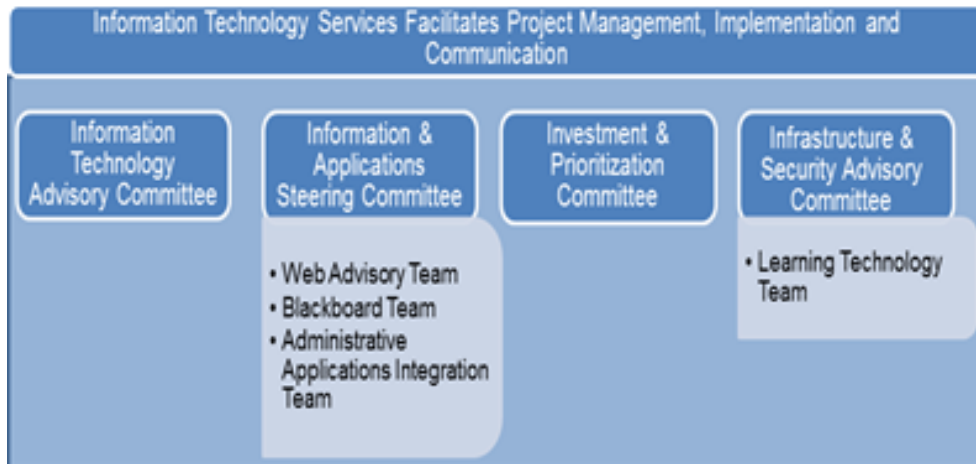 Information Technology Services Facilitates Project Management, Implementation and
Communication
Information
Technology
Advisory Committee
Information &
Applications
Steering Committee
• Web Advisory Team
• Blackboard Team
• Administrative
Applications Integration
Team
Investment &
Prioritization
Committee
Infrastructure &
Security Advisory
Committee
• Learning Technology
Team